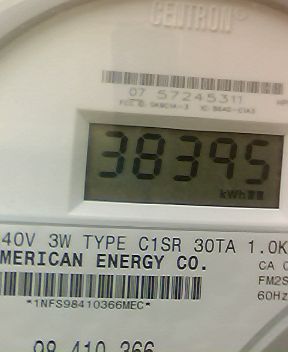 CENTRON®
07 57245311
38395
kWh
40V 3W TYPE C1SR 30TA 1.0K
MERICAN ENERGY CO.
CA
FM2S
60Hz
*1NFS98410366MEC*
98 410 366